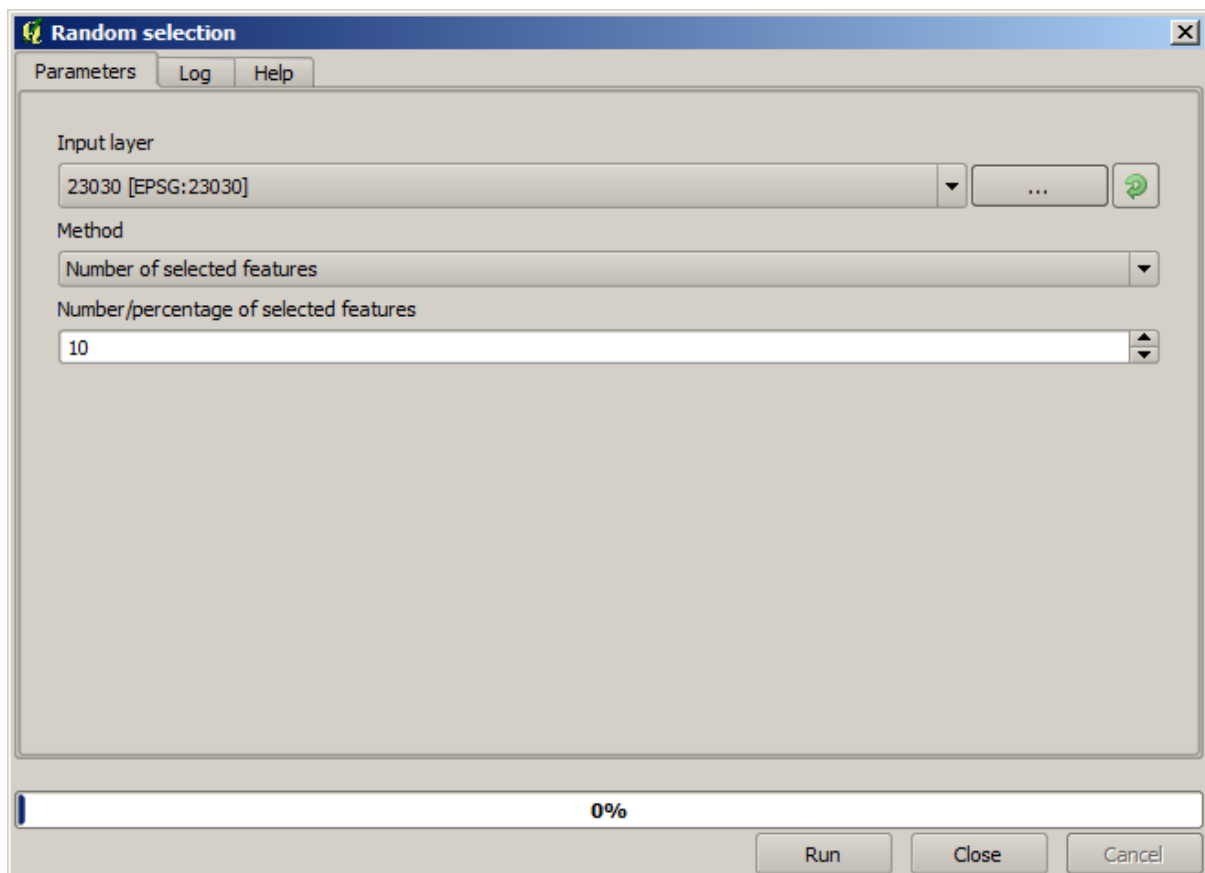 Random selection
Parameters Log Help
Input layer
23030 [EPSG:23030] ...
Method
Number of selected features
Number/percentage of selected features
10
0%
Run Close Cancel